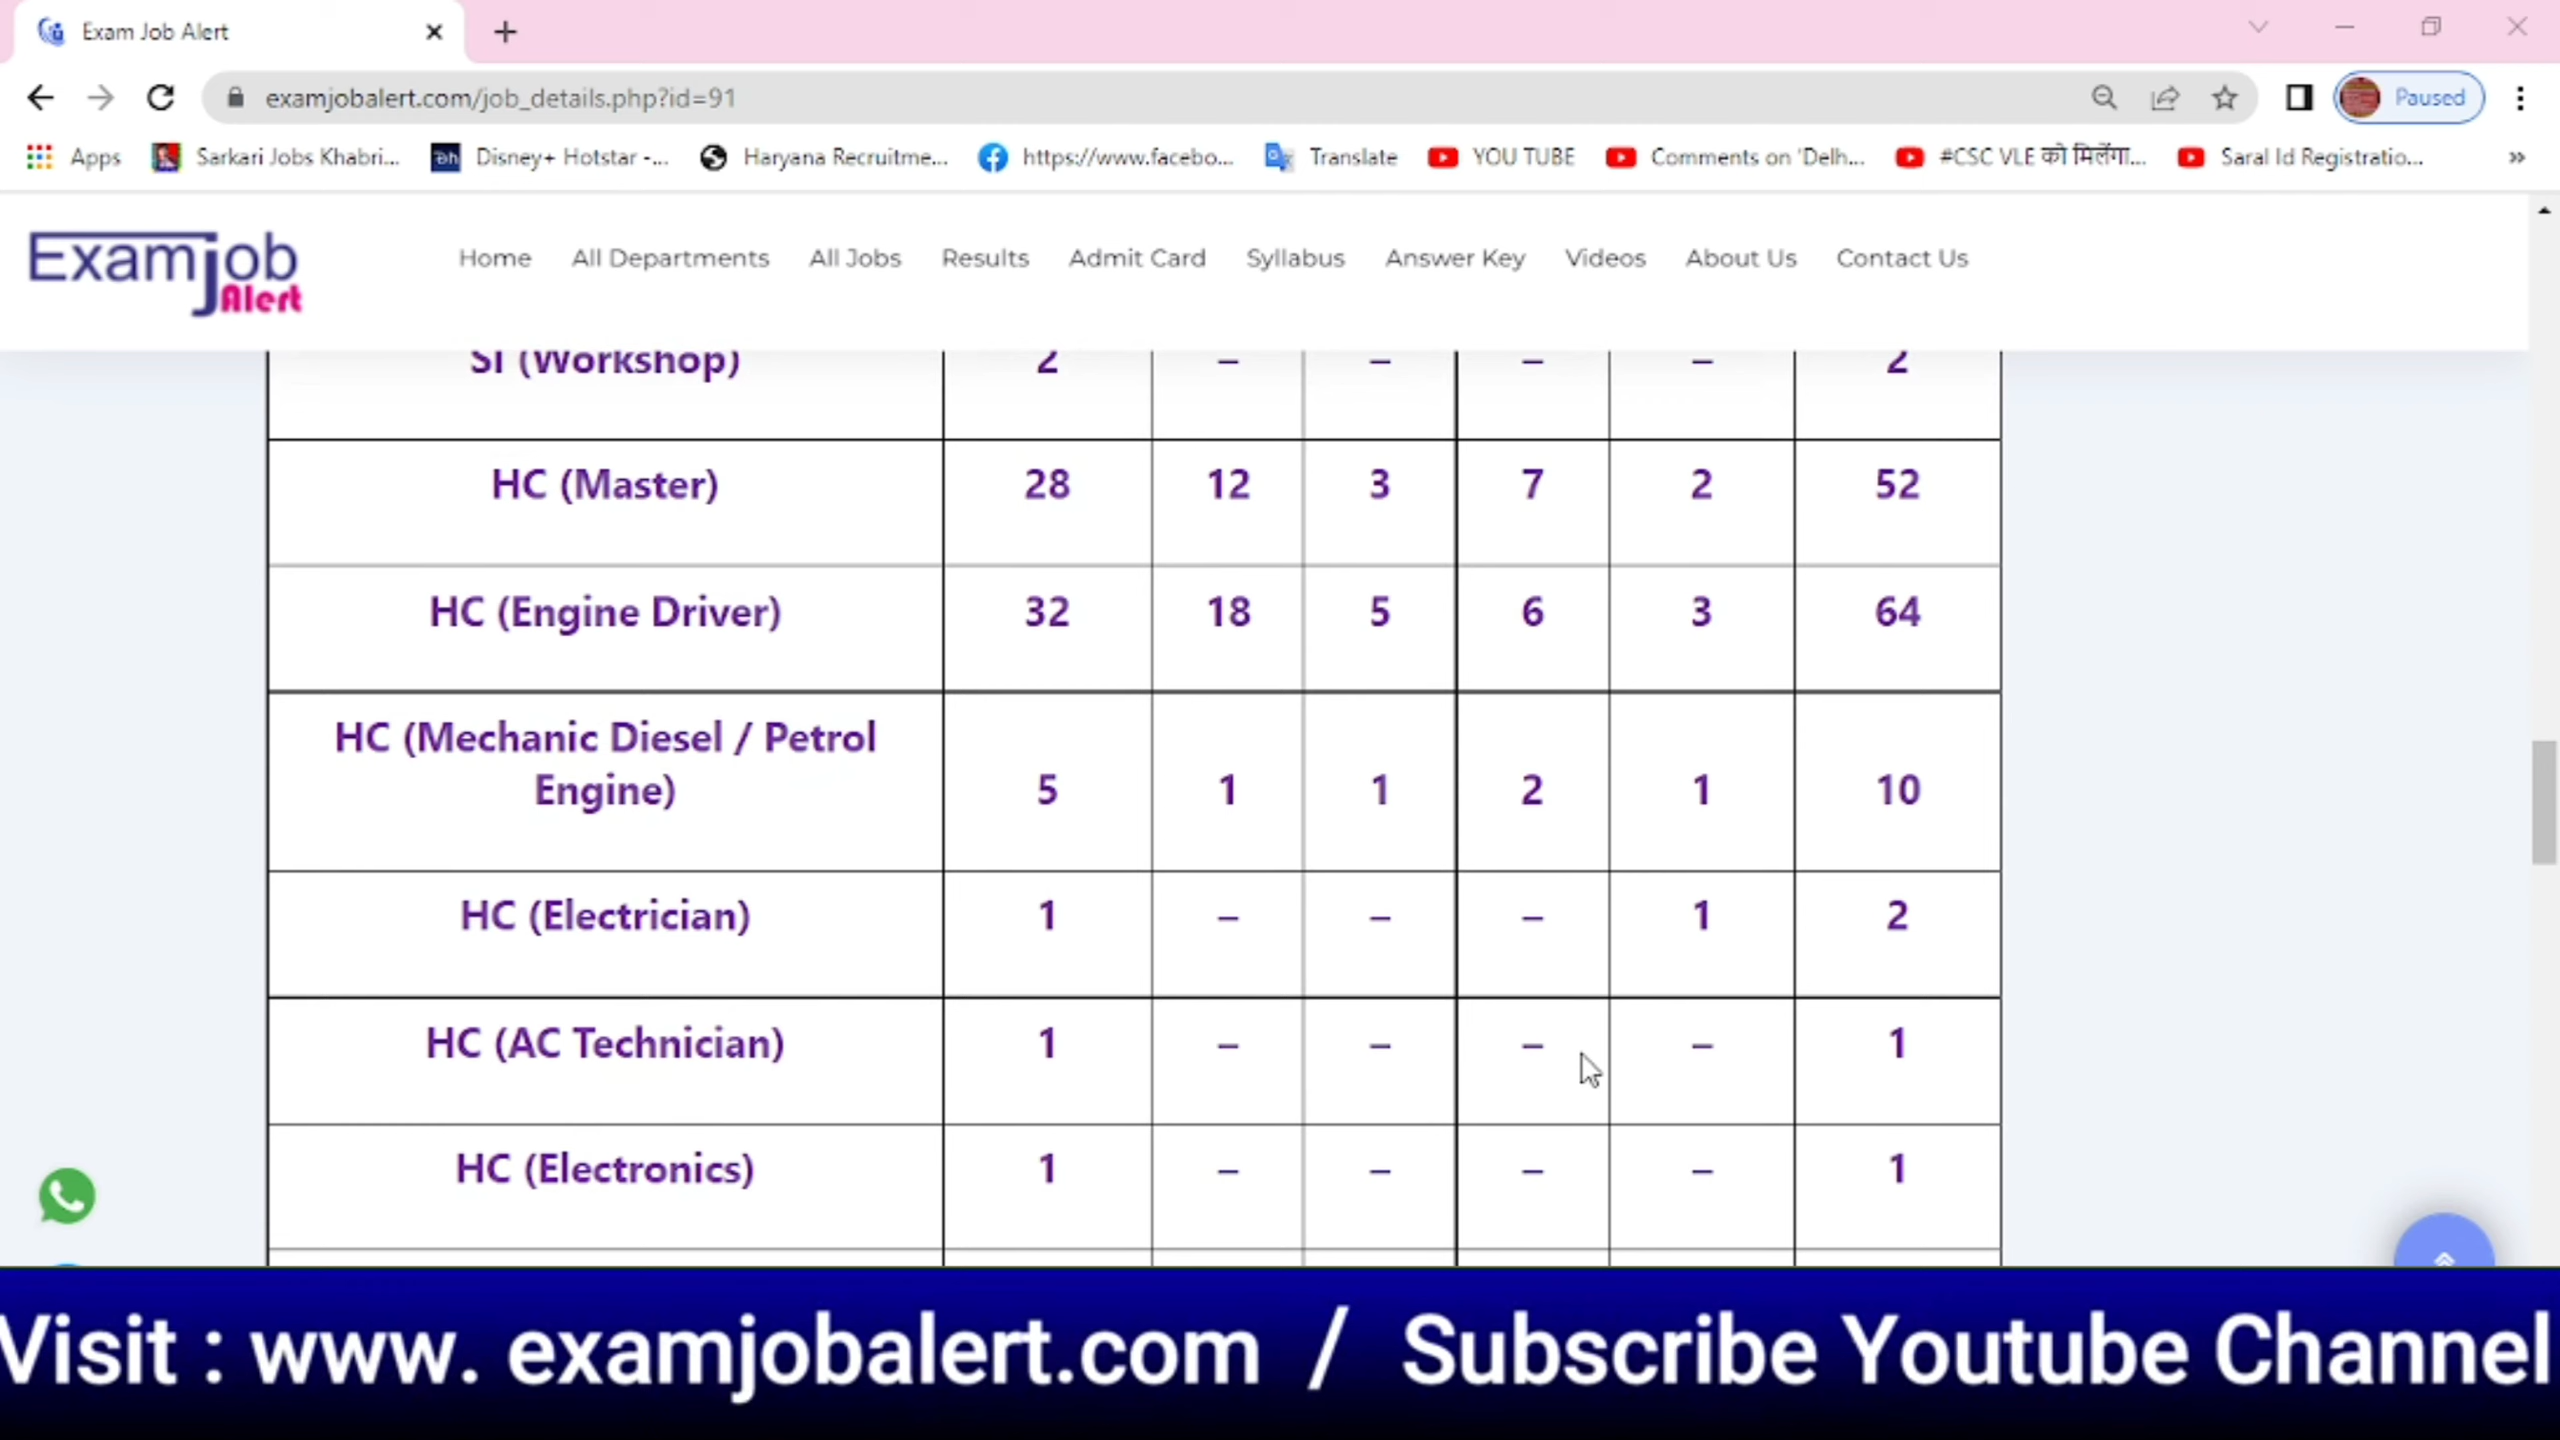 Exam Job Alert
examjobalert.com/job_details.php?id=91
Paused
Apps Sarkari Jobs Khabri... Disney+ Hotstar -... Haryana Recruitme... https://www.facebo... Translate YOU TUBE Comments on 'Delh... #CSC VLE को मिलेंगा... Saral Id Registratio... »
Examjob Alert
Home All Departments All Jobs Results Admit Card Syllabus Answer Key Videos About Us Contact Us
SI (Workshop) 2 – – – – 2
HC (Master) 28 12 3 7 2 52
HC (Engine Driver) 32 18 5 6 3 64
HC (Mechanic Diesel / Petrol
Engine) 5 1 1 2 1 10
HC (Electrician) 1 – – – 1 2
HC (AC Technician) 1 – – – – 1
HC (Electronics) 1 – – – – 1
Visit : www. examjobalert.com / Subscribe Youtube Channel